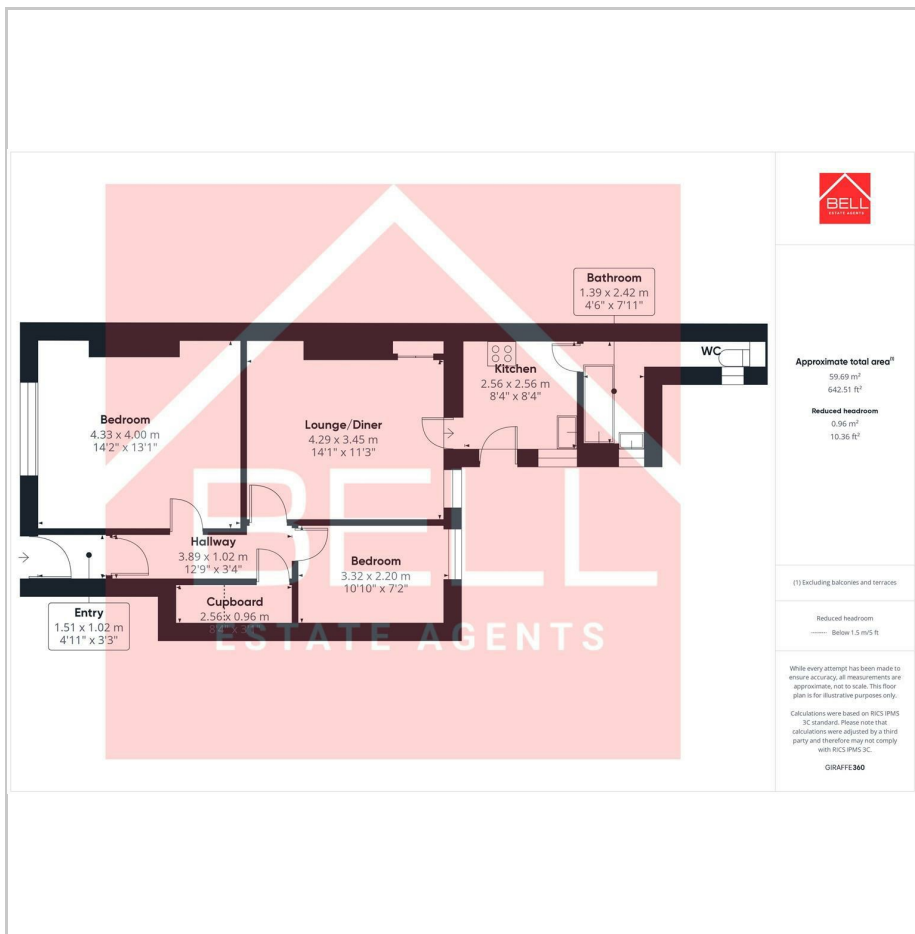 BELL
ESTATE AGENTS
Bathroom
1.39 x 2.42 m
4'6" x 7'11"
WC
Kitchen
2.56 x 2.56 m
8'4" x 8'4"
Bedroom
4.33 x 4.00 m
14'2" x 13'1"
Lounge/Diner
4.29 x 3.45 m
14'1" x 11'3"
Hallway
3.89 x 1.02 m
12'9" x 3'4"
Bedroom
3.32 x 2.20 m
10'10" x 7'2"
Cupboard
2.56 x 0.96 m
Entry
1.51 x 1.02 m
4'11" x 3'3"
BELL
ESTATE AGENTS
Approximate total area(1)
59.69 m²
642.51 ft²
Reduced headroom
0.96 m²
10.36 ft²
(1) Excluding balconies and terraces
Reduced headroom
Below 1.5 m/5 ft
While every attempt has been made to
ensure accuracy, all measurements are
approximate, not to scale. This floor
plan is for illustrative purposes only.
Calculations were based on RICS IPMS
3C standard. Please note that
calculations were adjusted by a third
party and therefore may not comply
with RICS IPMS 3C.
GIRAFFE360